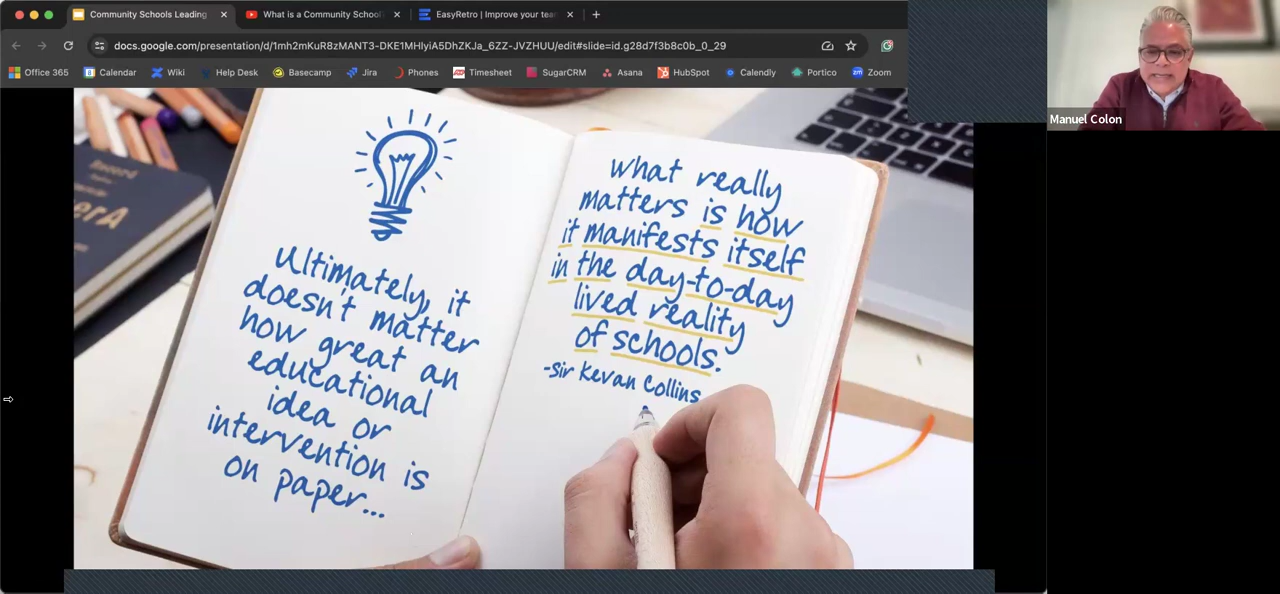 Community Schools Leading
What is a Community School
EasyRetro | Improve your tea
docs.google.com/presentation/d/1mh2mKuR8zMANT3-DKE1MHIyiA5DhZKJa_6ZZ-JVZHUU/edit#slide=id.g28d7f3b8c0b_0_29
Office 365
Calendar
Wiki
Help Desk
Basecamp
Jira
Phones
Timesheet
SugarCRM
Asana
HubSpot
Calendly
Portico
Zoom
Manuel Colon
Ultimately, it
doesn't matter
how great an
educational
idea or
intervention is
on paper...
what really
matters is how
it manifests itself
in the day-to-day
lived reality
of schools.
-Sir Kevan Collins